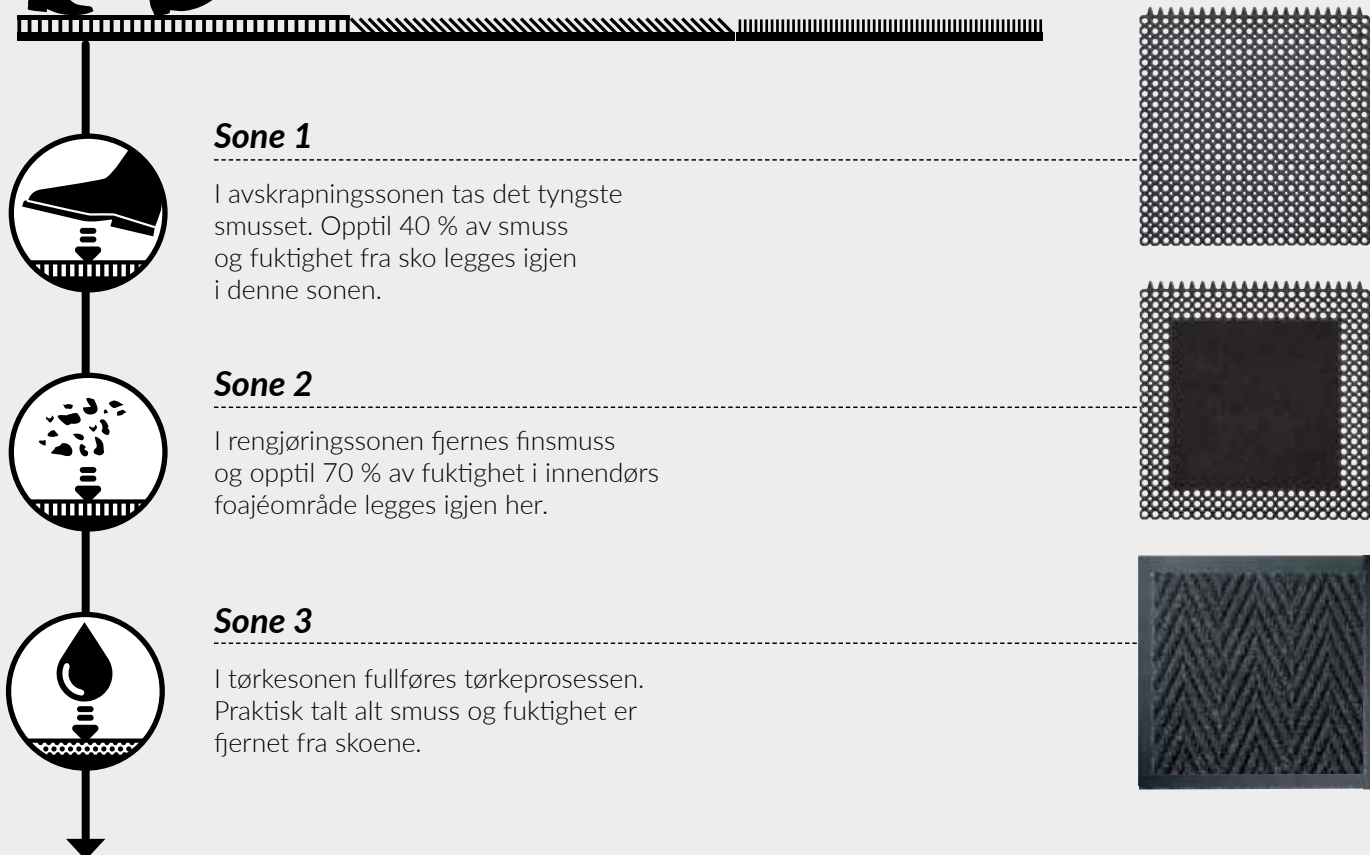 Sone 1
I avskrapningssonen tas det tyngste
smusset. Opptil 40 % av smuss
og fuktighet fra sko legges igjen
i denne sonen.
Sone 2
I rengjøringssonen fjernes finsmuss
og opptil 70 % av fuktighet i innendørs
foajéområde legges igjen her.
Sone 3
I tørkesonen fullføres tørkeprosessen.
Praktisk talt alt smuss og fuktighet er
fjernet fra skoene.